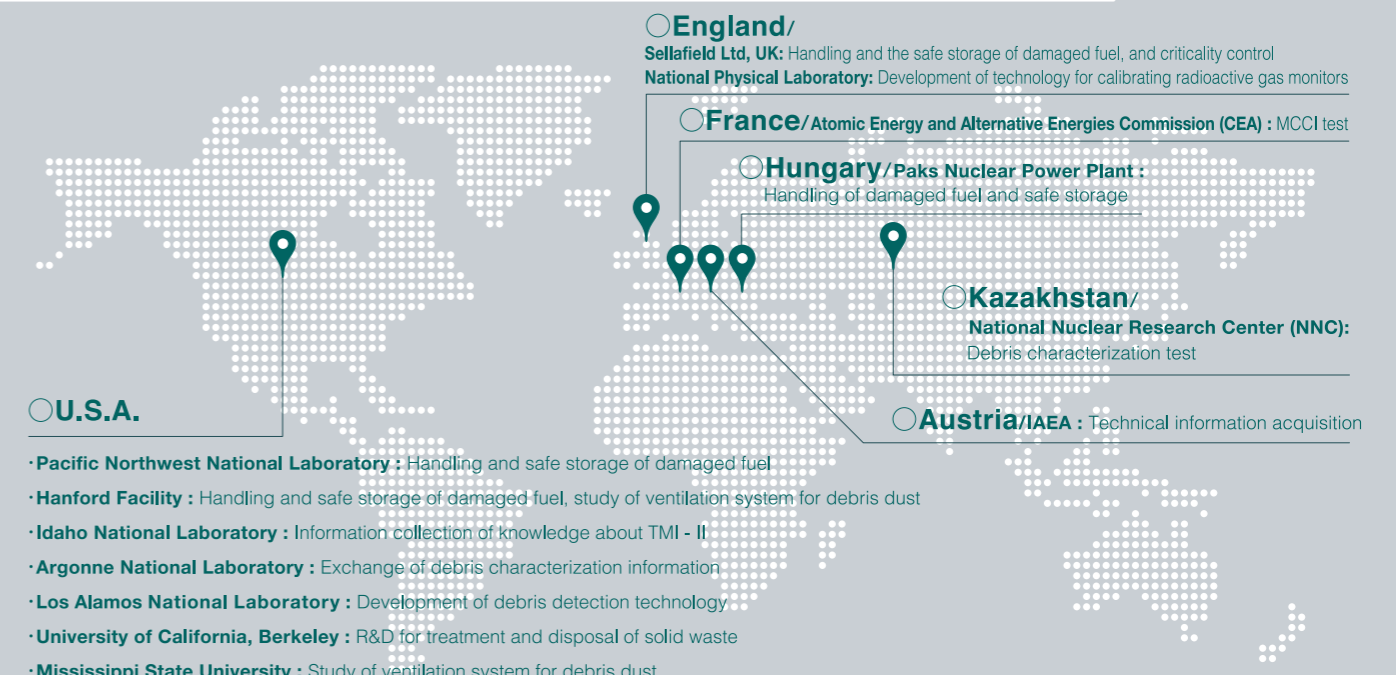 ○England/
Sellafield Ltd, UK: Handling and the safe storage of damaged fuel, and criticality control
National Physical Laboratory: Development of technology for calibrating radioactive gas monitors
○France/Atomic Energy and Alternative Energies Commission (CEA) : MCCI test
○Hungary/Paks Nuclear Power Plant :
Handling of damaged fuel and safe storage
○Kazakhstan/
National Nuclear Research Center (NNC):
Debris characterization test
○Austria/IAEA : Technical information acquisition
○U.S.A.
·Pacific Northwest National Laboratory : Handling and safe storage of damaged fuel
·Hanford Facility : Handling and safe storage of damaged fuel, study of ventilation system for debris dust
·Idaho National Laboratory : Information collection of knowledge about TMI - II
·Argonne National Laboratory : Exchange of debris characterization information
·Los Alamos National Laboratory : Development of debris detection technology
·University of California, Berkeley : R&D for treatment and disposal of solid waste
·Mississippi State University : Study of ventilation system for debris dust